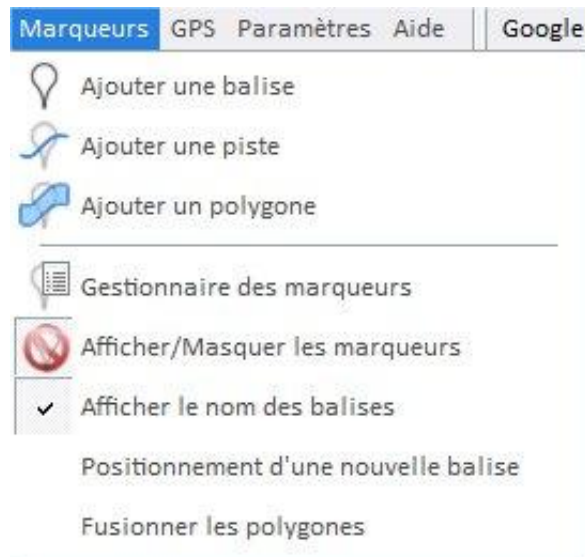 Marqueurs GPS Paramètres Aide Google
Ajouter une balise
Ajouter une piste
Ajouter un polygone
Gestionnaire des marqueurs
Afficher/Masquer les marqueurs
Afficher le nom des balises
Positionnement d'une nouvelle balise
Fusionner les polygones